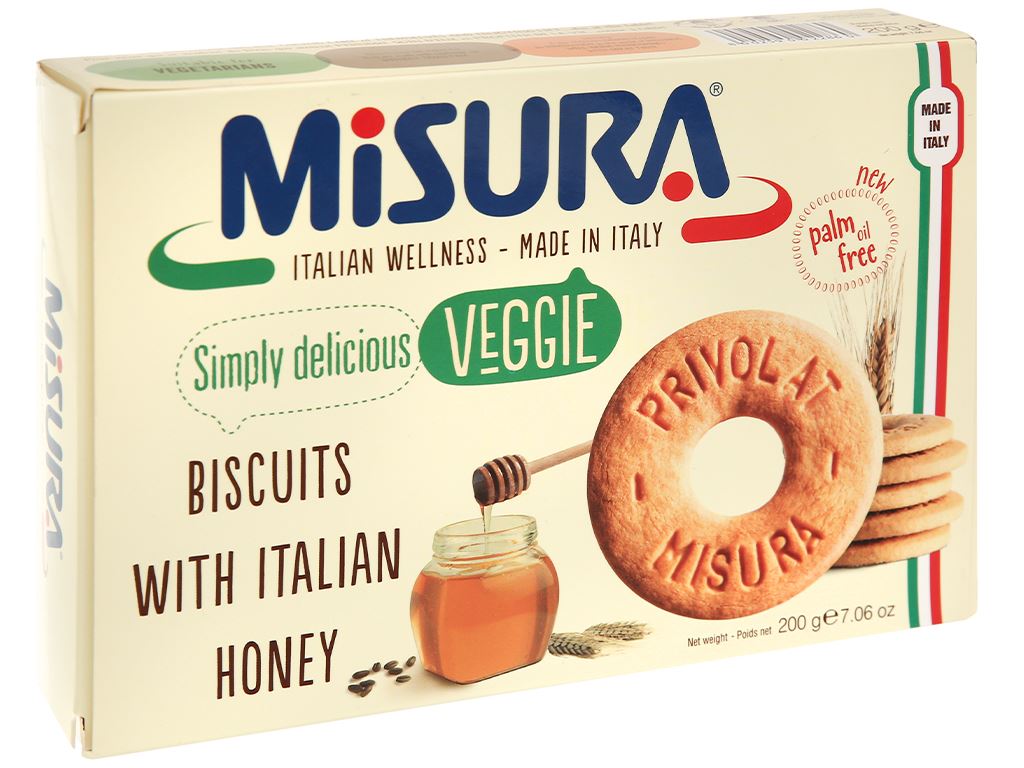 VEGETARIANS
200 g
MiSURA®
ITALIAN WELLNESS - MADE IN ITALY
MADE
IN
ITALY
new
palm oil
free
Simply delicious
VEGGIE
BISCUITS
WITH ITALIAN
HONEY
PRIVOLAT
- -
MISURA
Net weight - Poids net 200 g℮7.06 oz
MiSURA